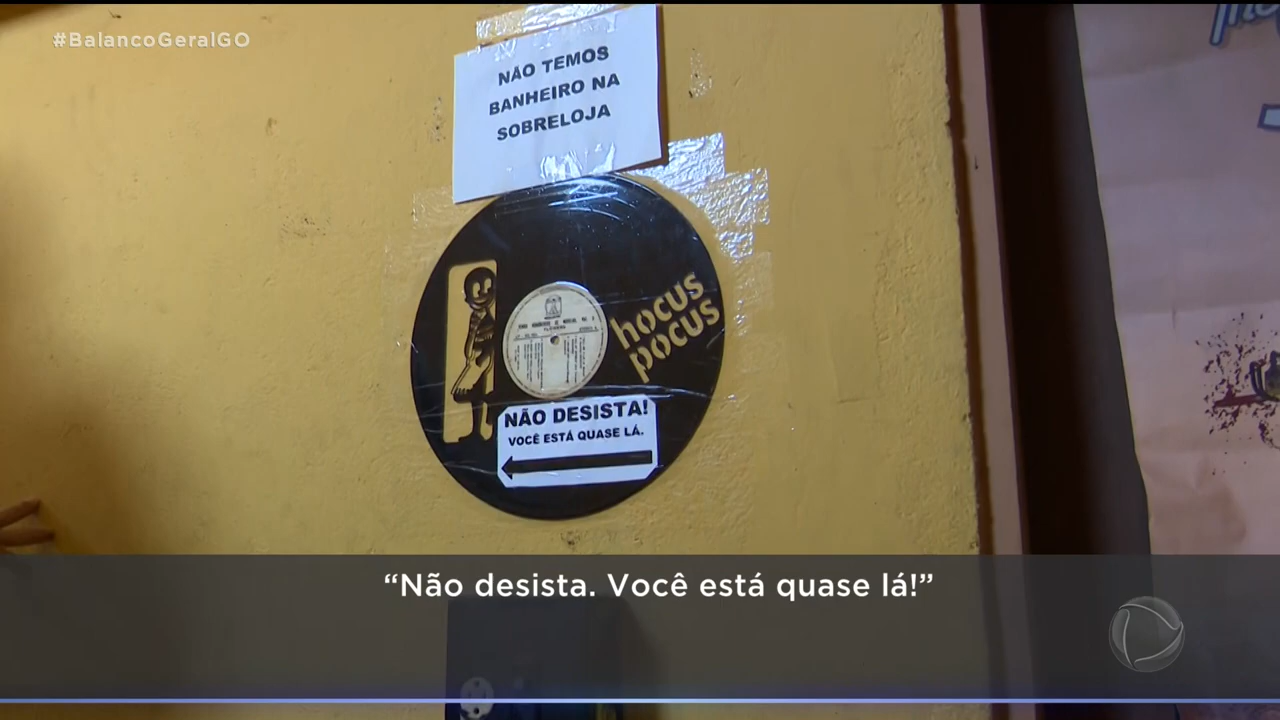 #BalancoGeralGO
NÃO TEMOS
BANHEIRO NA
SOBRELOJA
hocus
pocus
NÃO DESISTA!
VOCÊ ESTÁ QUASE LÁ.
“Não desista. Você está quase lá!”